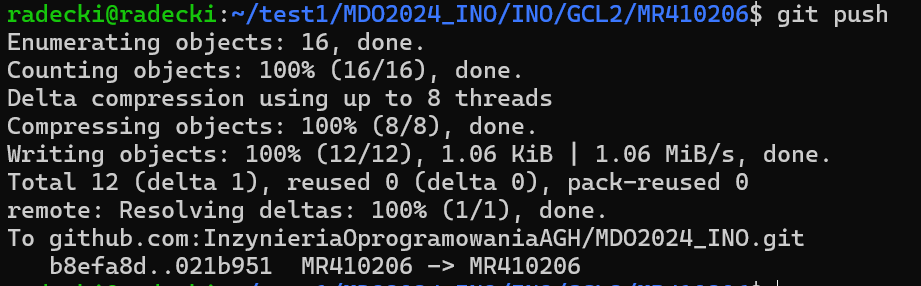 radecki@radecki:~/test1/MDO2024_INO/INO/GCL2/MR410206$ git push
Enumerating objects: 16, done.
Counting objects: 100% (16/16), done.
Delta compression using up to 8 threads
Compressing objects: 100% (8/8), done.
Writing objects: 100% (12/12), 1.06 KiB | 1.06 MiB/s, done.
Total 12 (delta 1), reused 0 (delta 0), pack-reused 0
remote: Resolving deltas: 100% (1/1), done.
To github.com:InzynieriaOprogramowaniaAGH/MDO2024_INO.git
   b8efa8d..021b951  MR410206 -> MR410206